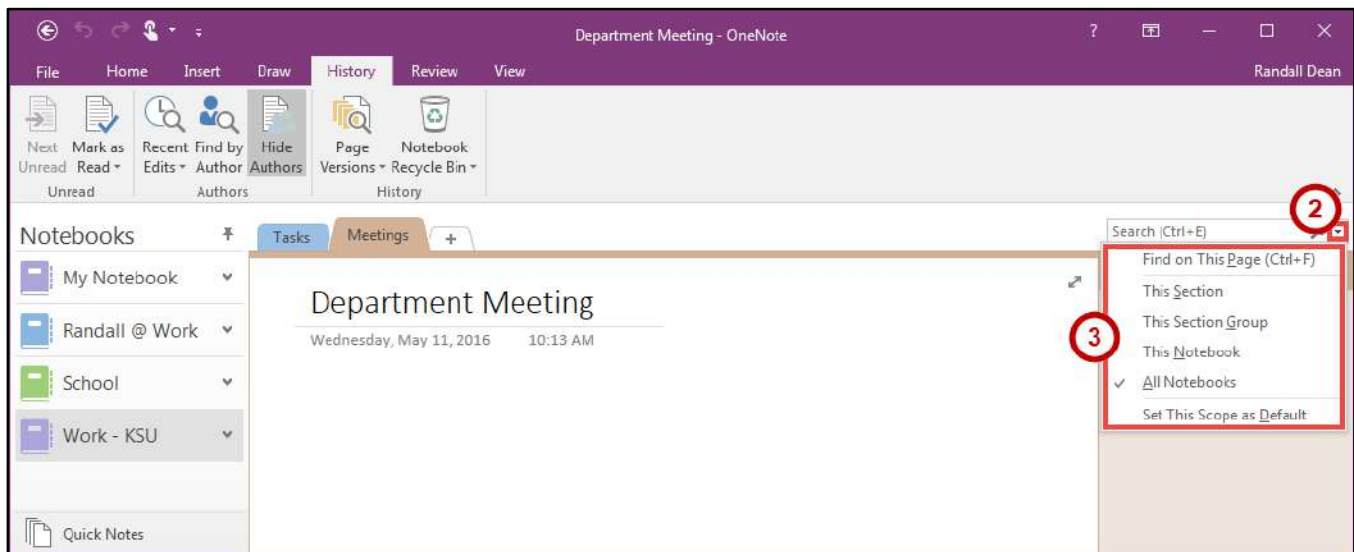 Department Meeting - OneNote
?
File Home Insert Draw History Review View Randall Dean
Next Unread
Mark as Read
Recent Edits
Find by Author
Hide Authors
Page Versions
Notebook Recycle Bin
Unread Authors History
2
Notebooks
Tasks Meetings +
Search (Ctrl+E)
My Notebook
Randall @ Work
School
Work - KSU
Quick Notes
Department Meeting
Wednesday, May 11, 2016 10:13 AM
3
Find on This Page (Ctrl+F)
This Section
This Section Group
This Notebook
All Notebooks
Set This Scope as Default